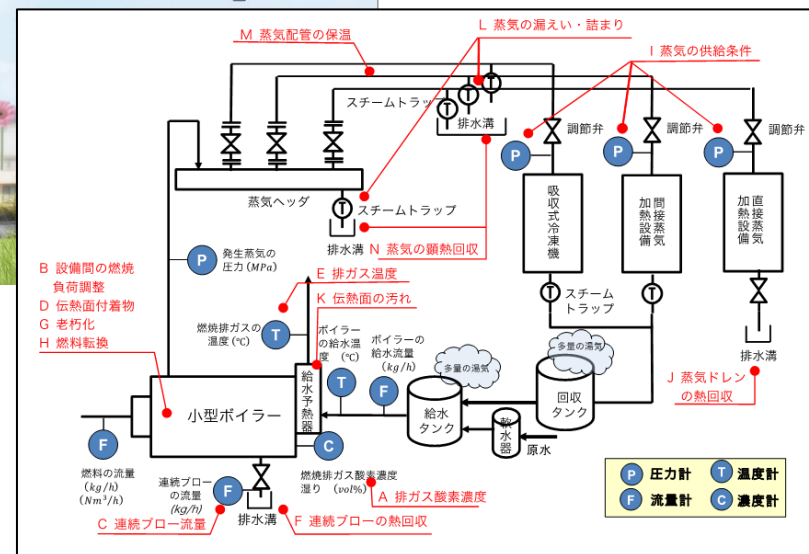 L 蒸気の漏えい・詰まり
M 蒸気配管の保温
I 蒸気の供給条件
スチームトラップ
排水溝
調節弁
調節弁
調節弁
P
P
P
T
T
T
蒸気ヘッダ
T
スチームトラップ
排水溝
N 蒸気の顕熱回収
吸収式冷凍機
間接蒸気
加熱設備
直接蒸気
加熱設備
P
発生蒸気の
圧力(MPa)
B 設備間の燃焼
負荷調整
D 伝熱面付着物
G 老朽化
H 燃料転換
E 排ガス温度
K 伝熱面の汚れ
T
スチーム
トラップ
T
燃焼排ガスの
温度(℃)
T
ボイラー
の給水温
度 (℃)
ボイラーの
給水流量
(kg/h)
多量の湯気
多量の湯気
排水溝
J 蒸気ドレン
の熱回収
小型ボイラー
給水予熱器
T
F
給水
タンク
回収
タンク
軟水器
原水
F
C
燃料の流量
(kg/h)
(Nm³/h)
連続ブロー
の流量
(kg/h)
F
排水溝
燃焼排ガス酸素濃度
湿り (vol%)
A 排ガス酸素濃度
C 連続ブロー流量
F 連続ブローの熱回収
P 圧力計
T 温度計
F 流量計
C 濃度計